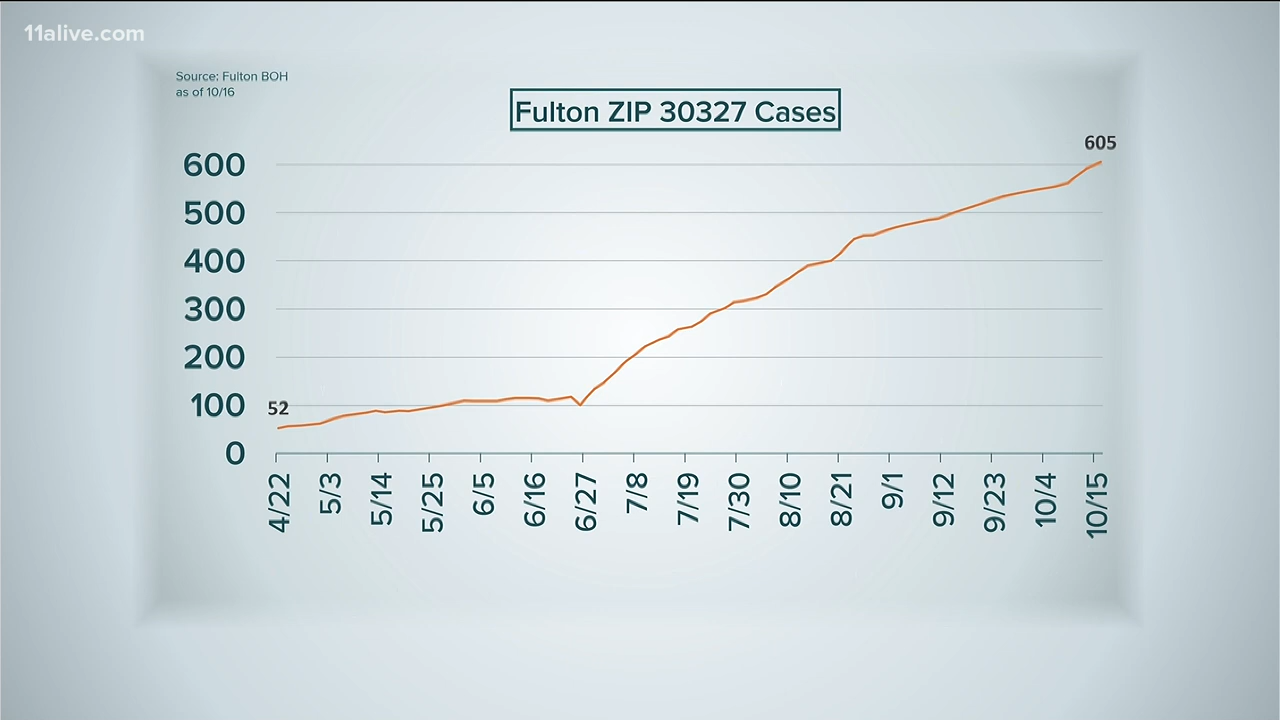 11alive.com
Source: Fulton BOH
as of 10/16
Fulton ZIP 30327 Cases
605
600
500
400
300
200
100
52
0
4/22 5/3 5/14 5/25 6/5 6/16 6/27 7/8 7/19 7/30 8/10 8/21 9/1 9/12 9/23 10/4 10/15